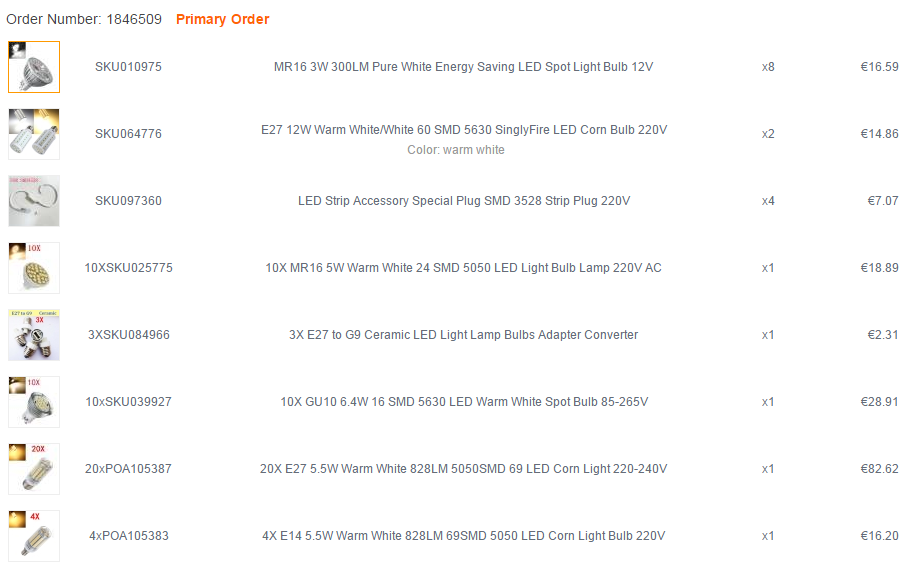 Order Number: 1846509 Primary Order
SKU010975 MR16 3W 300LM Pure White Energy Saving LED Spot Light Bulb 12V x8 €16.59
SKU064776 E27 12W Warm White/White 60 SMD 5630 SinglyFire LED Corn Bulb 220V x2 €14.86
Color: warm white
SKU097360 LED Strip Accessory Special Plug SMD 3528 Strip Plug 220V x4 €7.07
10X
10XSKU025775 10X MR16 5W Warm White 24 SMD 5050 LED Light Bulb Lamp 220V AC x1 €18.89
E27 to G9 Ceramic
3X
3XSKU084966 3X E27 to G9 Ceramic LED Light Lamp Bulbs Adapter Converter x1 €2.31
10X
10xSKU039927 10X GU10 6.4W 16 SMD 5630 LED Warm White Spot Bulb 85-265V x1 €28.91
20X
20xPOA105387 20X E27 5.5W Warm White 828LM 5050SMD 69 LED Corn Light 220-240V x1 €82.62
4X
4xPOA105383 4X E14 5.5W Warm White 828LM 69SMD 5050 LED Corn Light Bulb 220V x1 €16.20